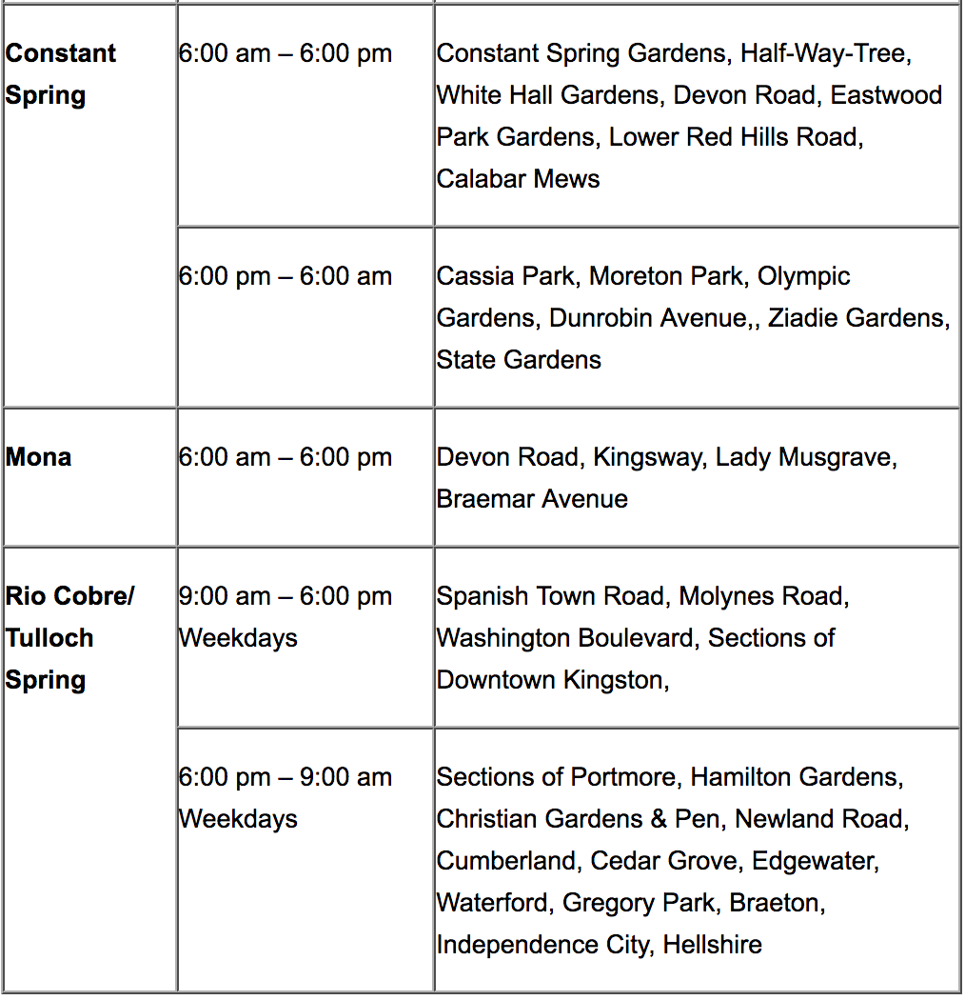 Constant
Spring
6:00 am – 6:00 pm
Constant Spring Gardens, Half-Way-Tree,
White Hall Gardens, Devon Road, Eastwood
Park Gardens, Lower Red Hills Road,
Calabar Mews
6:00 pm – 6:00 am
Cassia Park, Moreton Park, Olympic
Gardens, Dunrobin Avenue,, Ziadie Gardens,
State Gardens
Mona
6:00 am – 6:00 pm
Devon Road, Kingsway, Lady Musgrave,
Braemar Avenue
Rio Cobre/
Tulloch
Spring
9:00 am – 6:00 pm
Weekdays
Spanish Town Road, Molynes Road,
Washington Boulevard, Sections of
Downtown Kingston,
6:00 pm – 9:00 am
Weekdays
Sections of Portmore, Hamilton Gardens,
Christian Gardens & Pen, Newland Road,
Cumberland, Cedar Grove, Edgewater,
Waterford, Gregory Park, Braeton,
Independence City, Hellshire